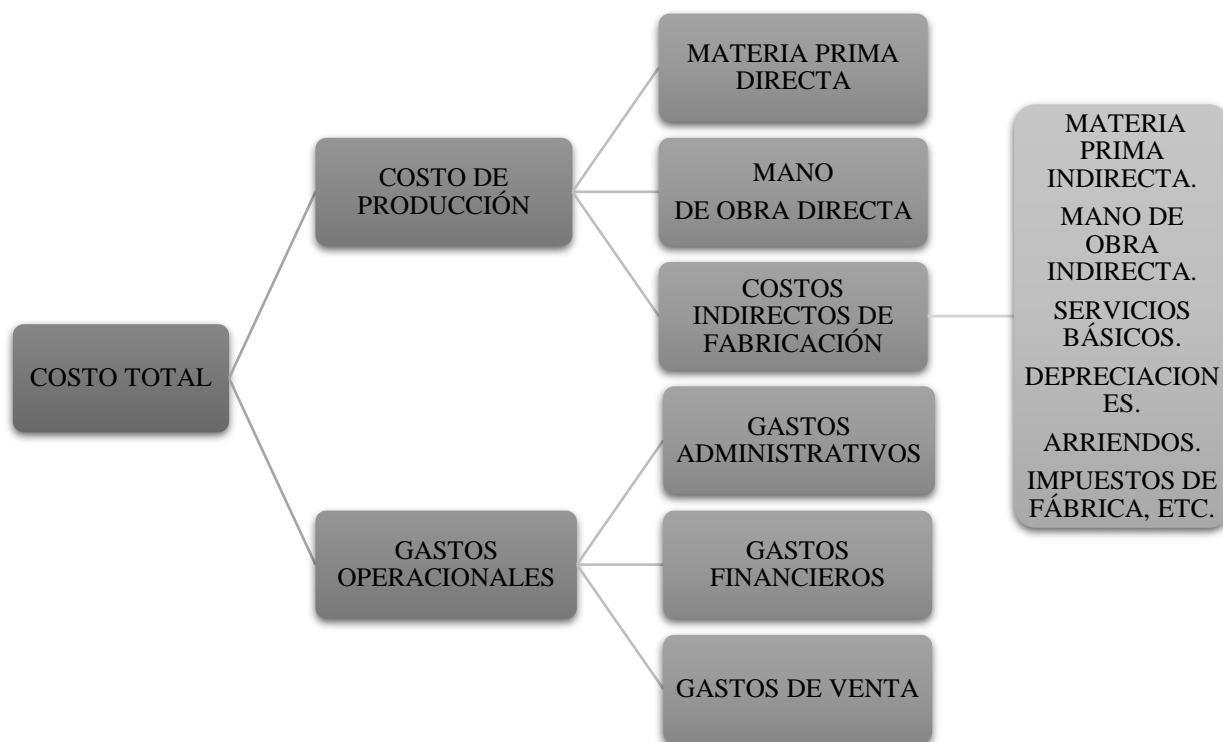 COSTO TOTAL
COSTO DE
PRODUCCIÓN
MATERIA PRIMA
DIRECTA
MANO
DE OBRA DIRECTA
COSTOS
INDIRECTOS DE
FABRICACIÓN
MATERIA
PRIMA
INDIRECTA.
MANO DE
OBRA
INDIRECTA.
SERVICIOS
BÁSICOS.
DEPRECIACION
ES.
ARRIENDOS.
IMPUESTOS DE
FÁBRICA, ETC.
GASTOS
OPERACIONALES
GASTOS
ADMINISTRATIVOS
GASTOS
FINANCIEROS
GASTOS DE VENTA